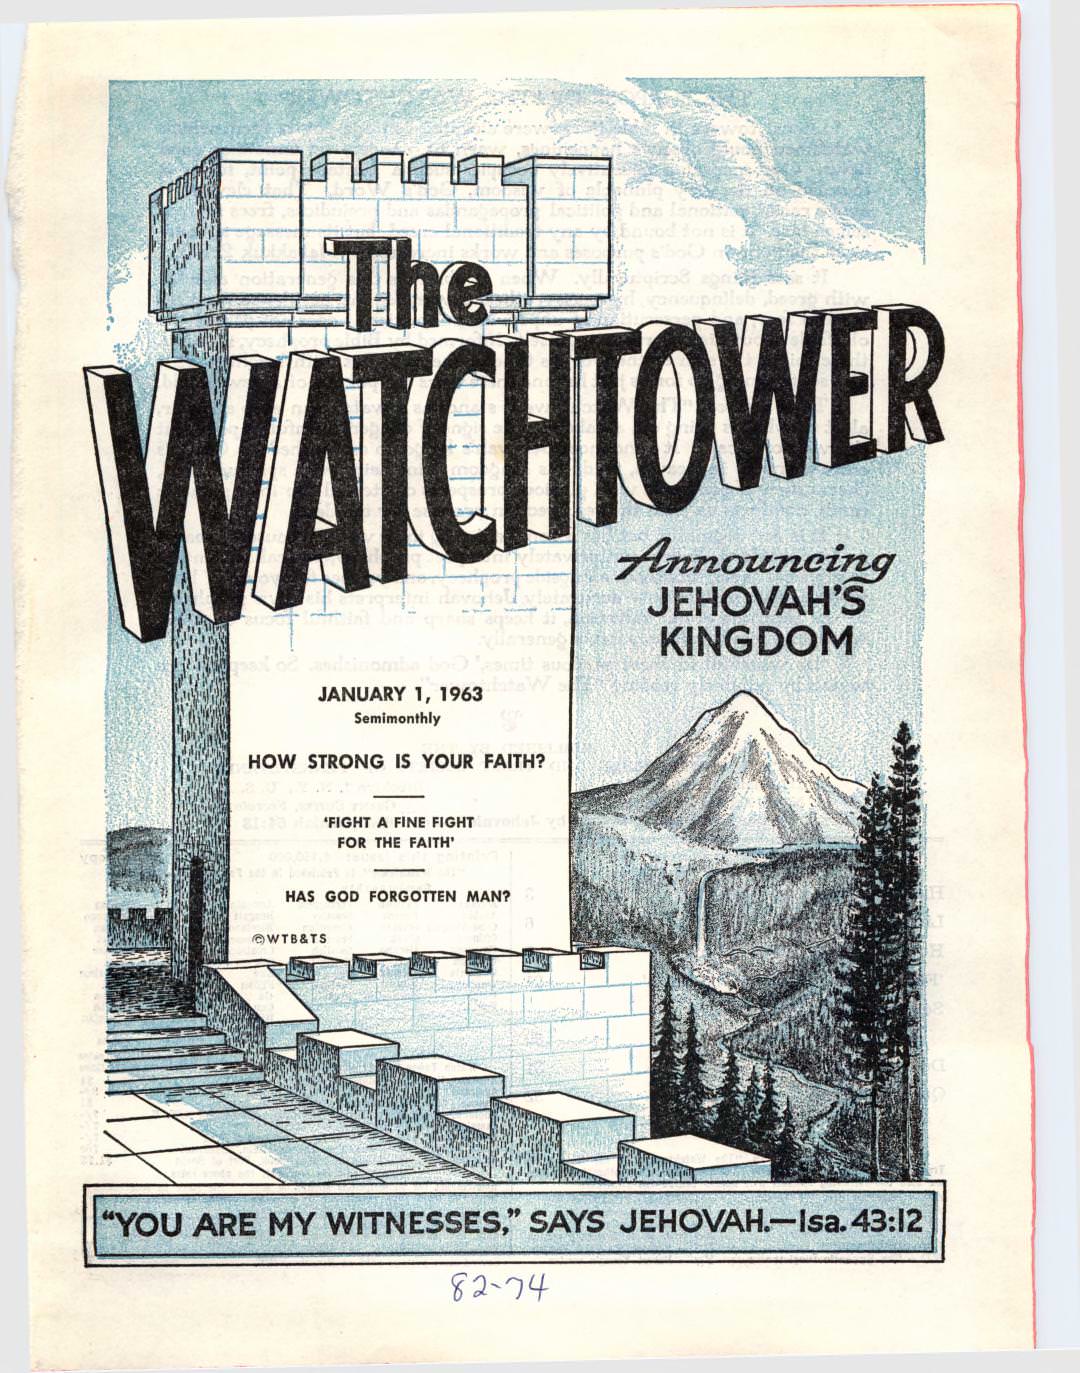 The
WATCHTOWER
Announcing
JEHOVAH'S
KINGDOM
JANUARY 1, 1963
Semimonthly
HOW STRONG IS YOUR FAITH?
'FIGHT A FINE FIGHT
FOR THE FAITH'
HAS GOD FORGOTTEN MAN?
©WTB&TS
“YOU ARE MY WITNESSES,” SAYS JEHOVAH.—Isa. 43:12
82-74